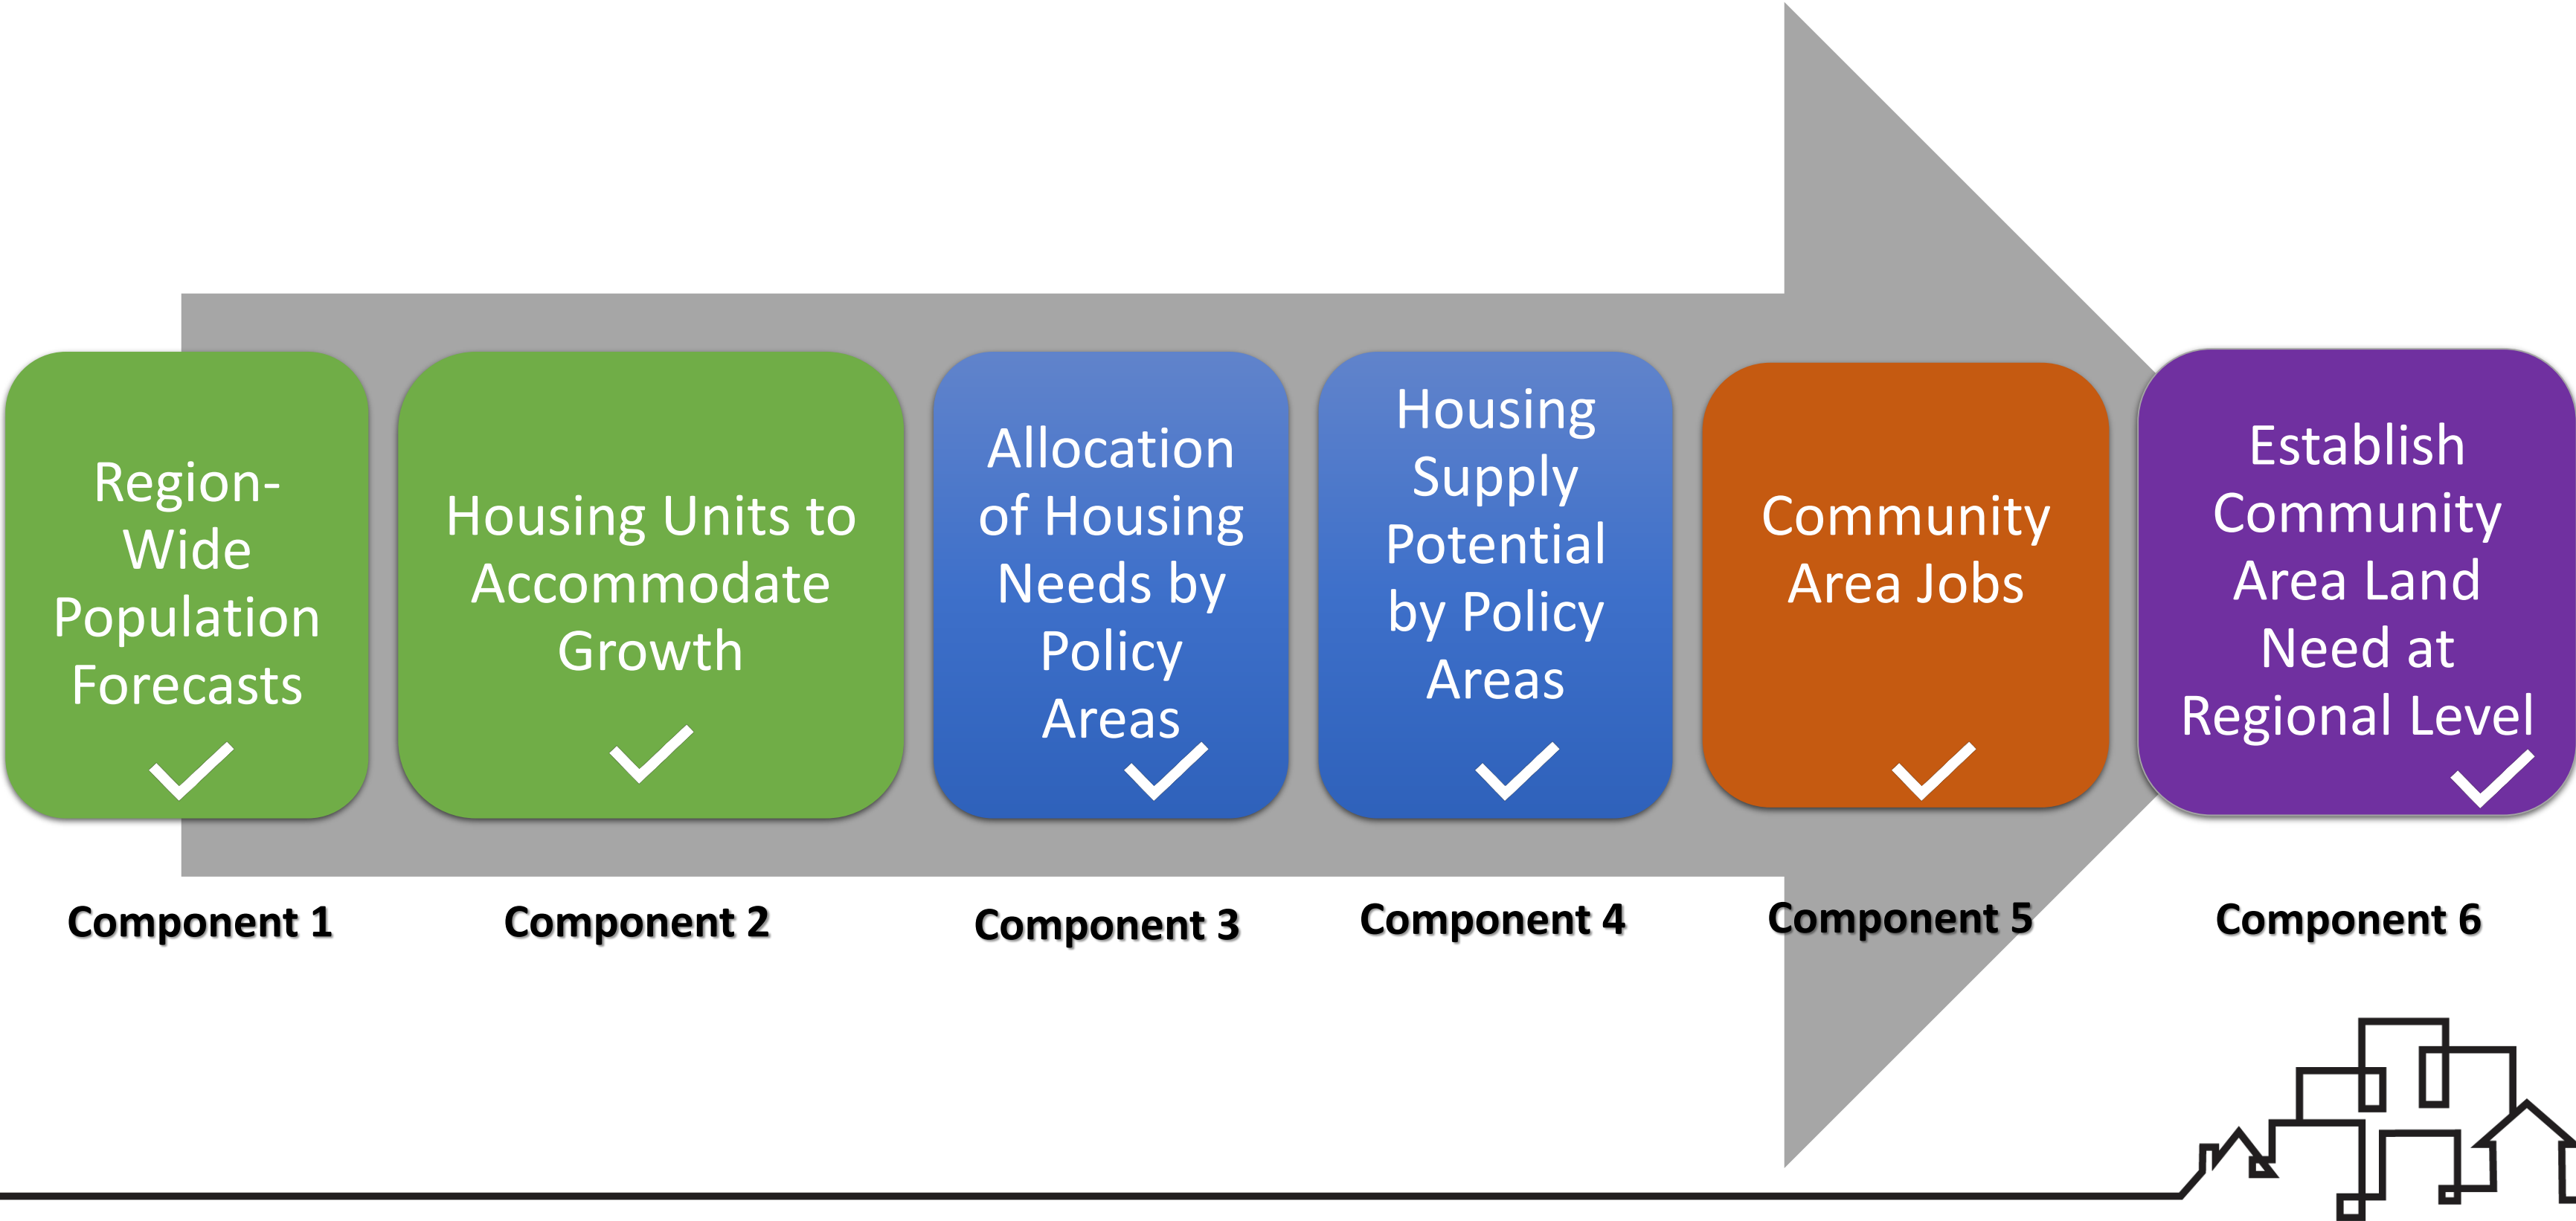 Region-
Wide
Population
Forecasts
Housing Units to
Accommodate
Growth
Allocation
of Housing
Needs by
Policy
Areas
Housing
Supply
Potential
by Policy
Areas
Community
Area Jobs
Establish
Community
Area Land
Need at
Regional Level
Component 1
Component 2
Component 3
Component 4
Component 5
Component 6